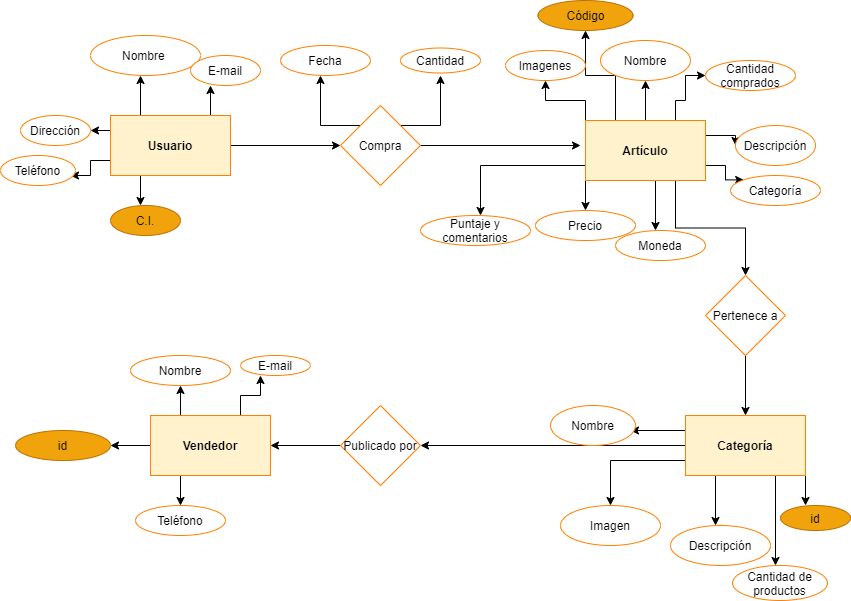 Código
Nombre
E-mail
Fecha
Cantidad
Imagenes
Nombre
Cantidad
comprados
Dirección
Usuario
Compra
Artículo
Descripción
Teléfono
Categoría
C.I.
Puntaje y
comentarios
Precio
Moneda
Pertenece a
Nombre
E-mail
id
Vendedor
Publicado por
Nombre
Categoría
Teléfono
Imagen
Descripción
id
Cantidad de
productos